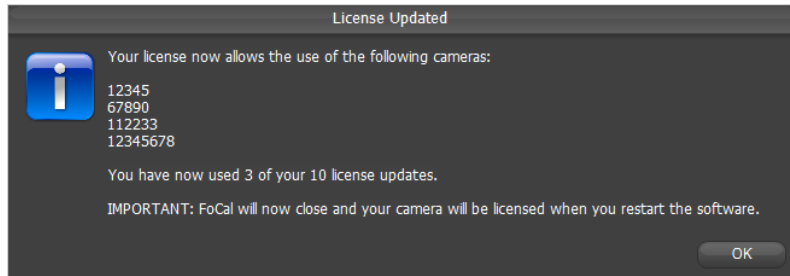 License Updated
Your license now allows the use of the following cameras:
12345
67890
112233
12345678
You have now used 3 of your 10 license updates.
IMPORTANT: FoCal will now close and your camera will be licensed when you restart the software.
OK